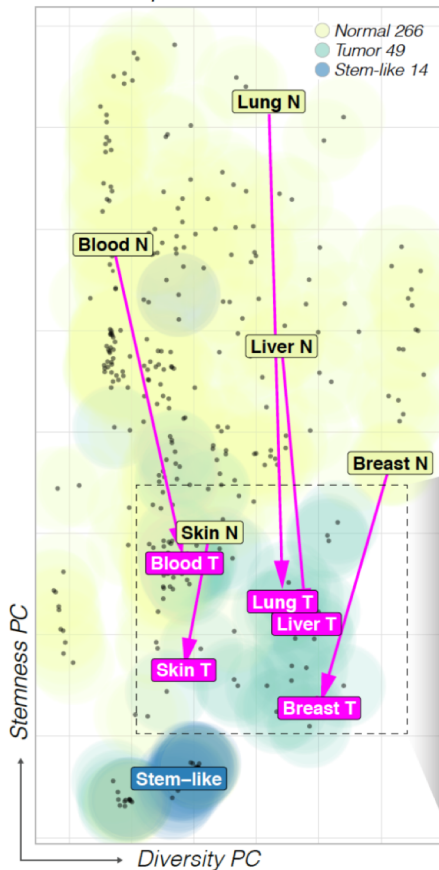 Normal 266
Tumor 49
Stem-like 14
Lung N
Blood N
Liver N
Breast N
Skin N
Blood T
Lung T
Liver T
Skin T
Breast T
Stem–like
Stemness PC
Diversity PC